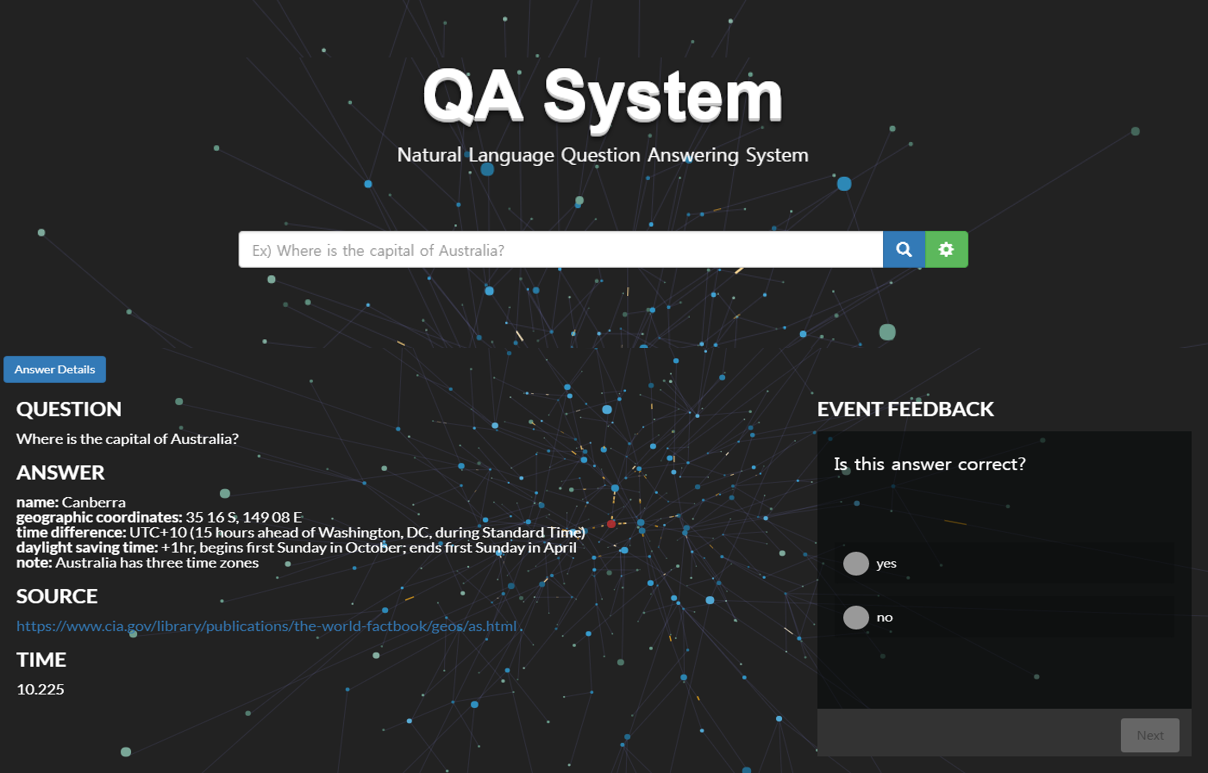 QA System
Natural Language Question Answering System
Ex) Where is the capital of Australia?
Answer Details
QUESTION
Where is the capital of Australia?
ANSWER
name: Canberra
geographic coordinates: 35 16 S, 149 08 E
time difference: UTC+10 (15 hours ahead of Washington, DC, during Standard Time)
daylight saving time: +1hr, begins first Sunday in October; ends first Sunday in April
note: Australia has three time zones
SOURCE
https://www.cia.gov/library/publications/the-world-factbook/geos/as.html
TIME
10.225
EVENT FEEDBACK
Is this answer correct?
yes
no
Next